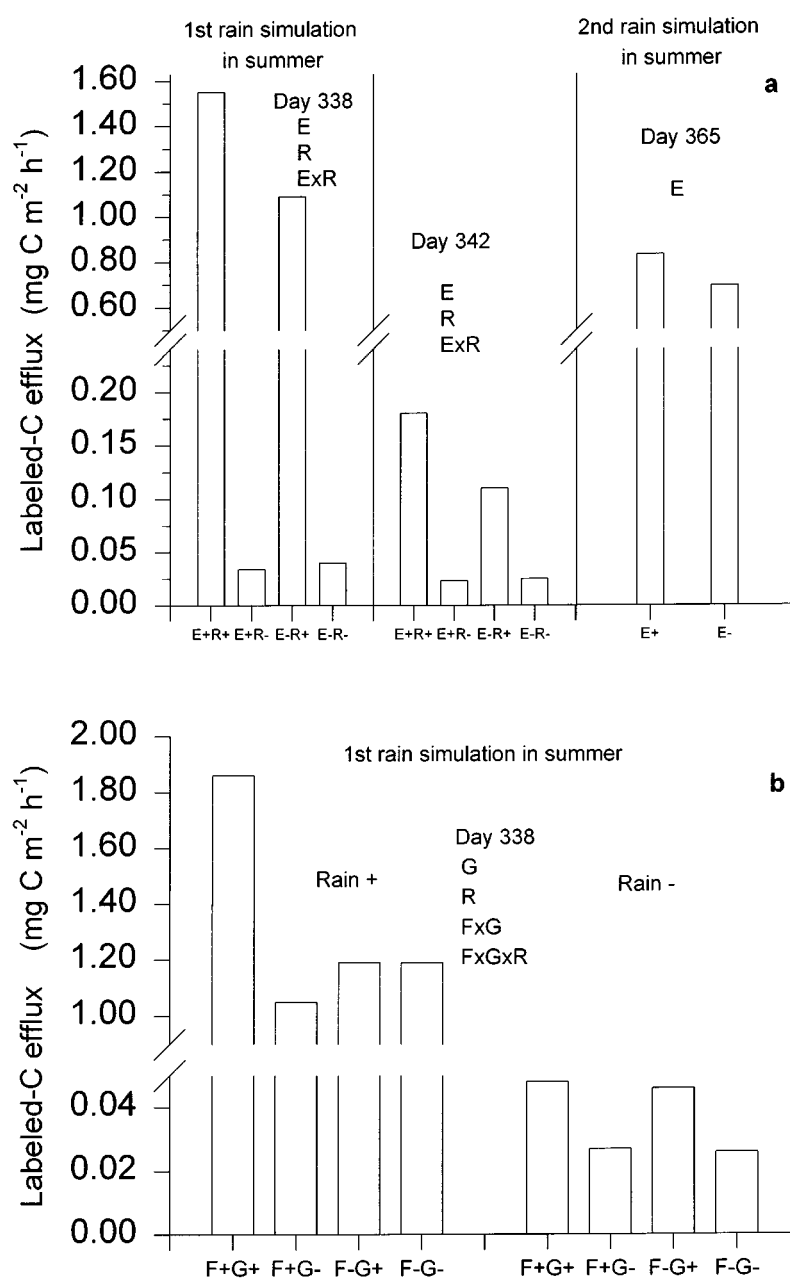 1st rain simulation
in summer
2nd rain simulation
in summer
a
Labeled-C efflux (mg C m⁻² h⁻¹)
1.60
1.40
1.20
1.00
0.80
0.60
0.20
0.15
0.10
0.05
0.00
Day 338
E
R
ExR
Day 342
E
R
ExR
Day 365
E
E+R+ E+R- E-R+ E-R-
E+R+ E+R- E-R+ E-R-
E+ E-
b
Labeled-C efflux (mg C m⁻² h⁻¹)
2.00
1.80
1.60
1.40
1.20
1.00
0.04
0.02
0.00
1st rain simulation in summer
Rain +
Day 338
G
R
FxG
FxGxR
Rain -
F+G+ F+G- F-G+ F-G-
F+G+ F+G- F-G+ F-G-